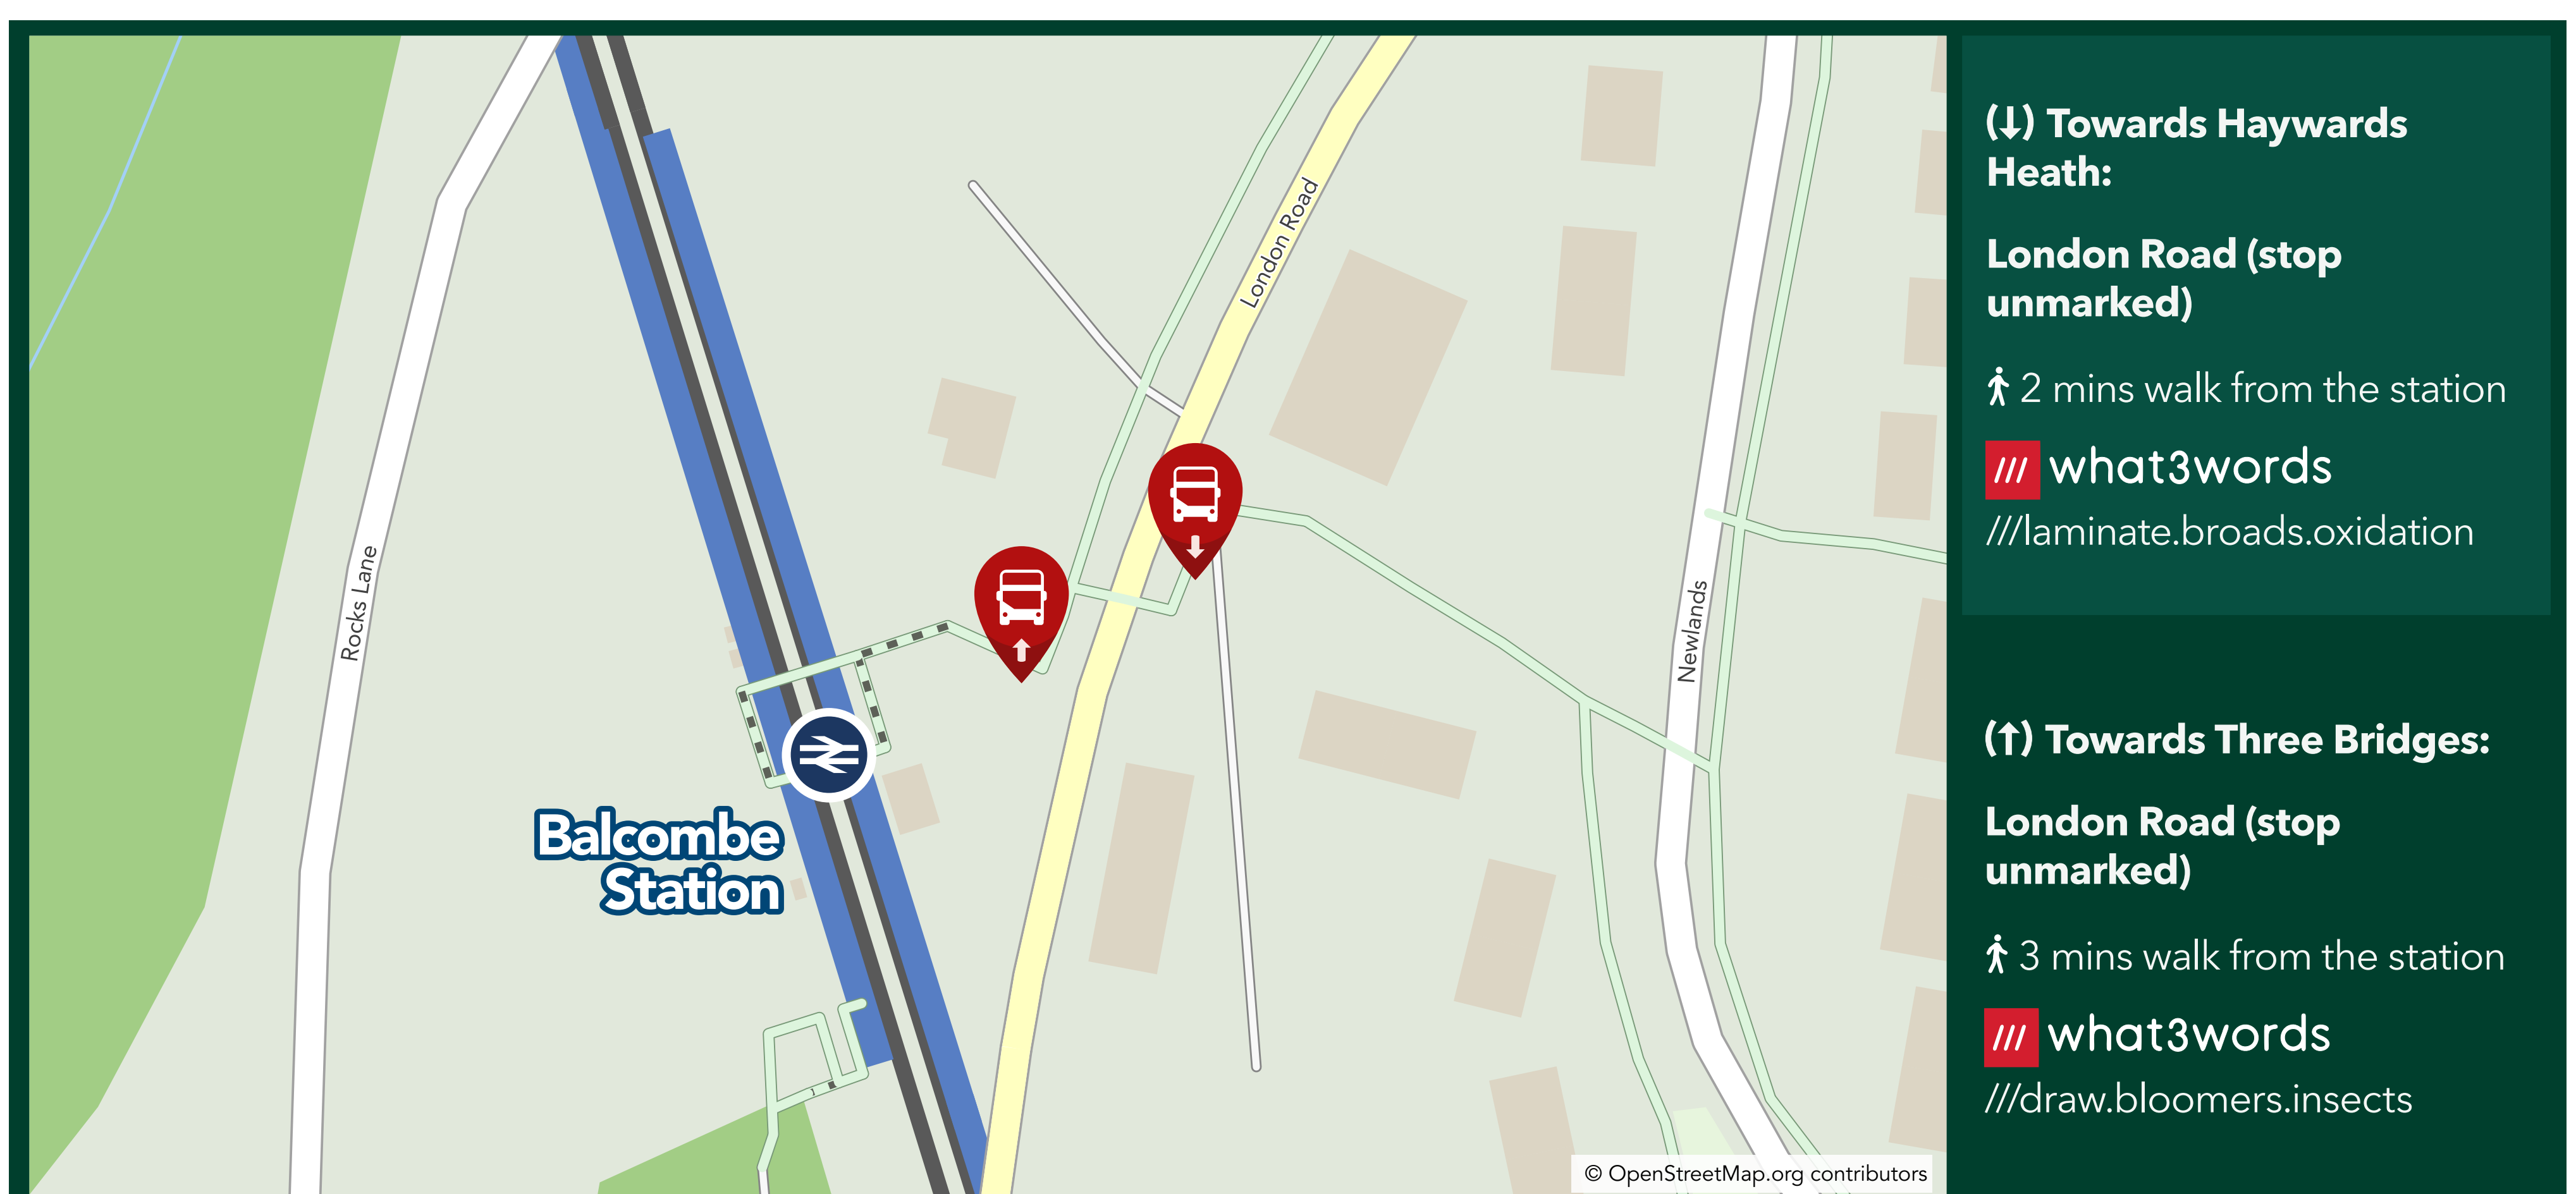 London Road
Rocks Lane
Newlands
Balcombe
Station
© OpenStreetMap.org contributors
(↓) Towards Haywards
Heath:
London Road (stop
unmarked)
2 mins walk from the station
what3words
///laminate.broads.oxidation
(↑) Towards Three Bridges:
London Road (stop
unmarked)
3 mins walk from the station
what3words
///draw.bloomers.insects